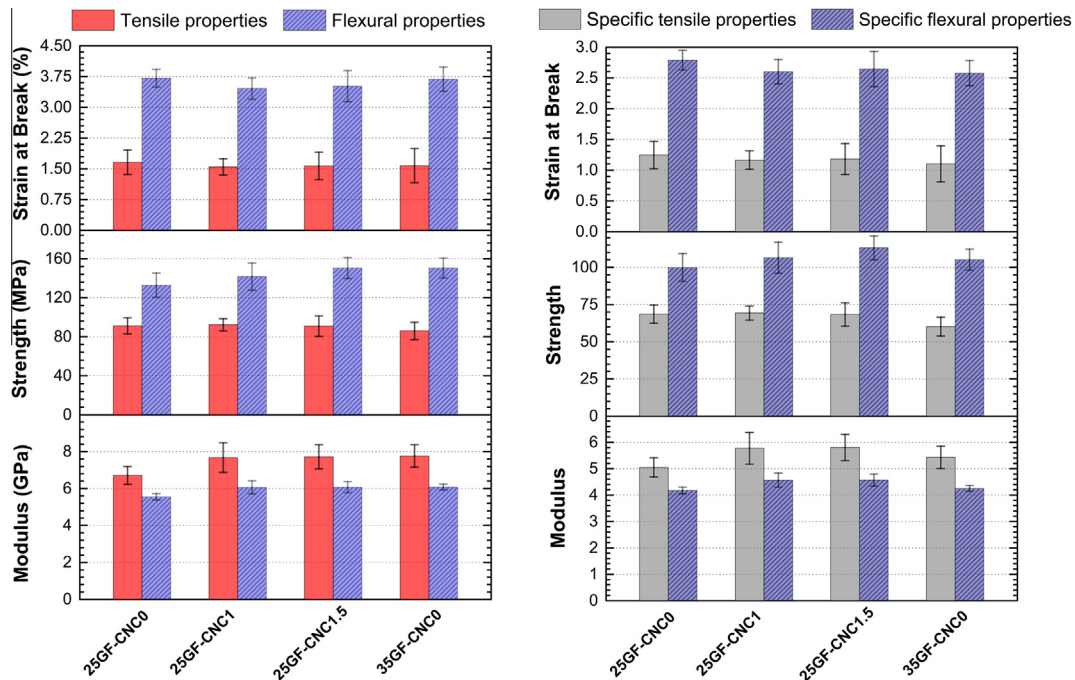 Tensile properties
Flexural properties
Strain at Break (%)
4.50
3.75
3.00
2.25
1.50
0.75
0.00
Strength (MPa)
160
120
80
40
0
Modulus (GPa)
8
6
4
2
0
25GF-CNC0
25GF-CNC1
25GF-CNC1.5
35GF-CNC0
Specific tensile properties
Specific flexural properties
Strain at Break
3.0
2.5
2.0
1.5
1.0
0.5
0.0
Strength
100
75
50
25
0
Modulus
6
5
4
3
2
1
0
25GF-CNC0
25GF-CNC1
25GF-CNC1.5
35GF-CNC0